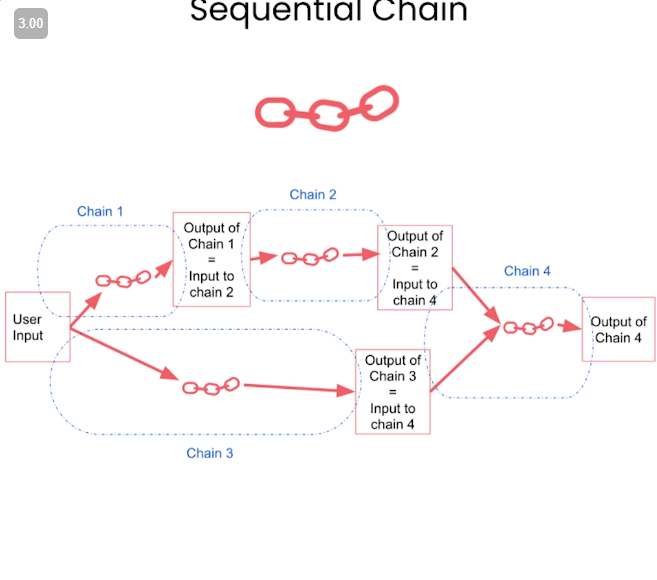 3.00
Sequential Chain
Chain 1
Chain 2
Output of
Chain 1
=
Input to
chain 2
Output of
Chain 2
=
Input to
chain 4
Chain 4
User
Input
Output of
Chain 4
Output of
Chain 3
=
Input to
chain 4
Chain 3